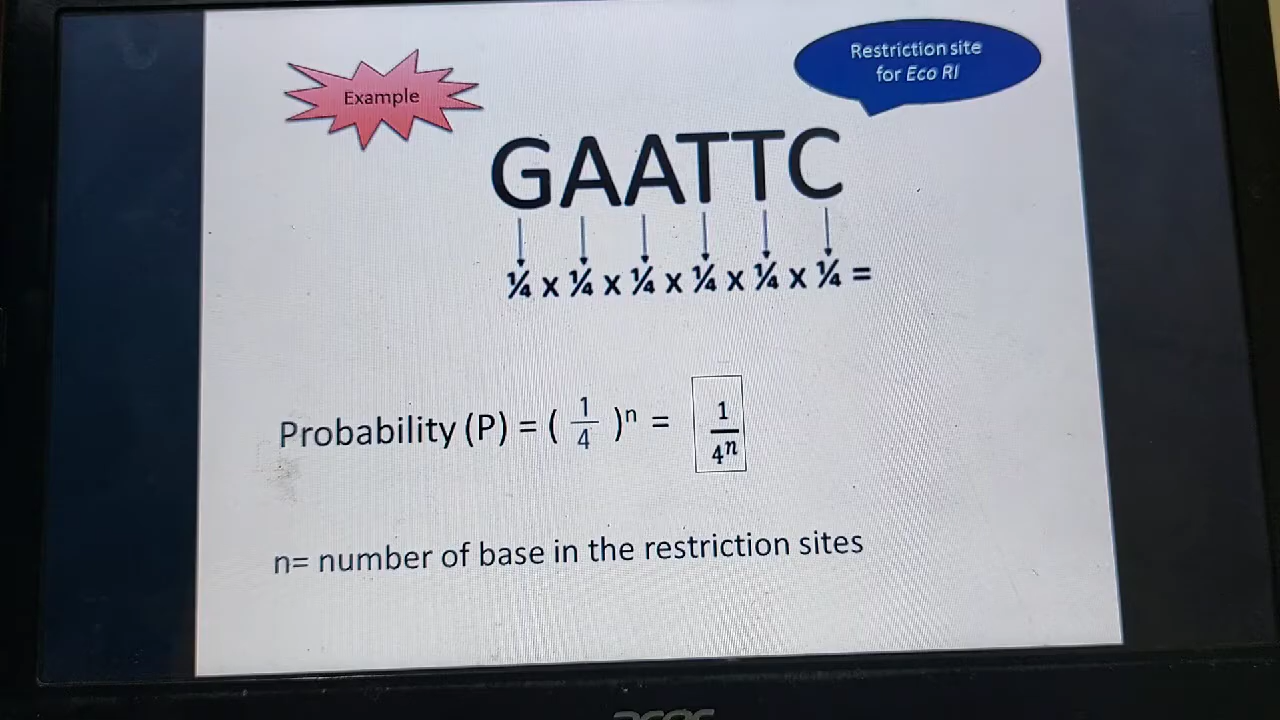 Example
Restriction site
for Eco RI
GAATTC
¼ x ¼ x ¼ x ¼ x ¼ x ¼ =
Probability (P) = ( 1/4 )ⁿ = 1/4ⁿ
n= number of base in the restriction sites
acer